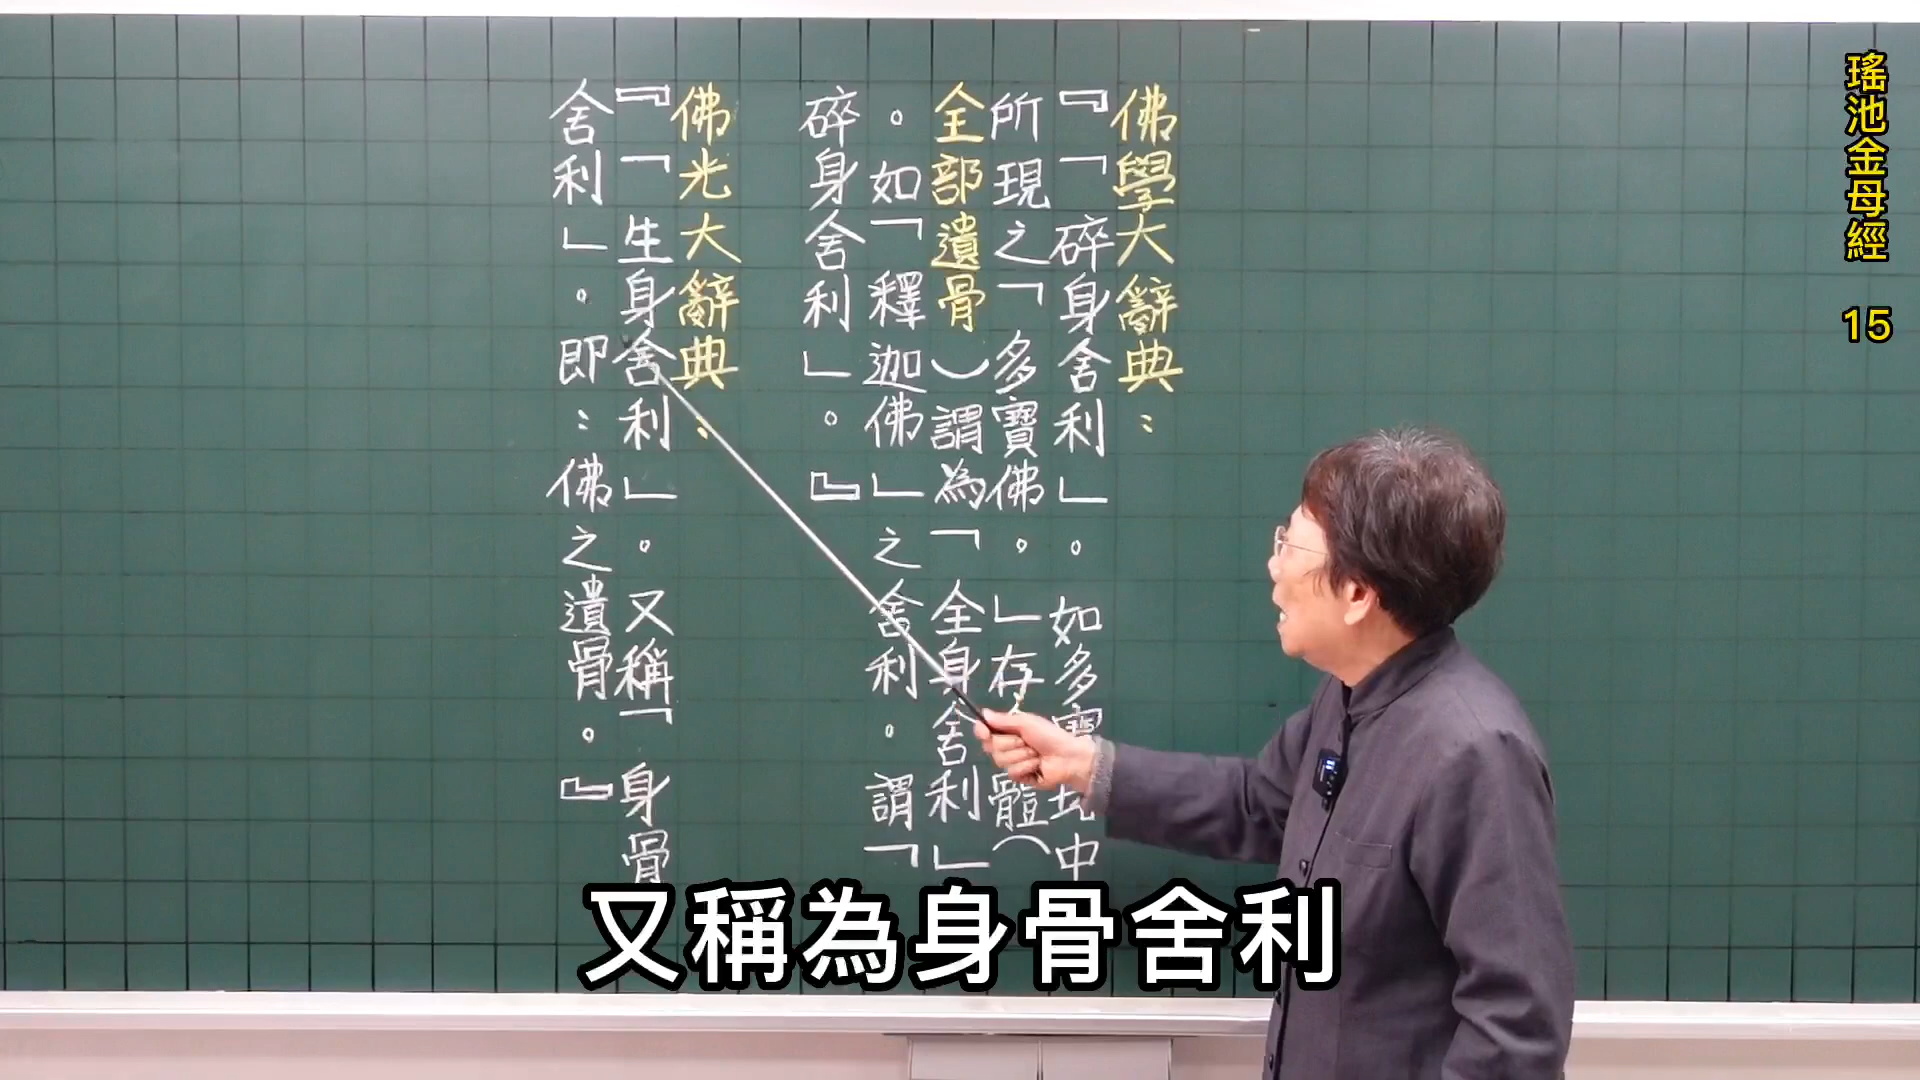 瑤池金母經 15
佛學大辭典：
『「碎身舍利」。如多寶中
所現之「多寶佛。」存體（
全部遺骨）謂為「全身舍利」
。如「釋迦佛」之舍利。謂「
碎身舍利」。』
佛光大辭典：
『「生身舍利」。又稱「身骨
舍利」。即：佛之遺骨。』
又稱為身骨舍利